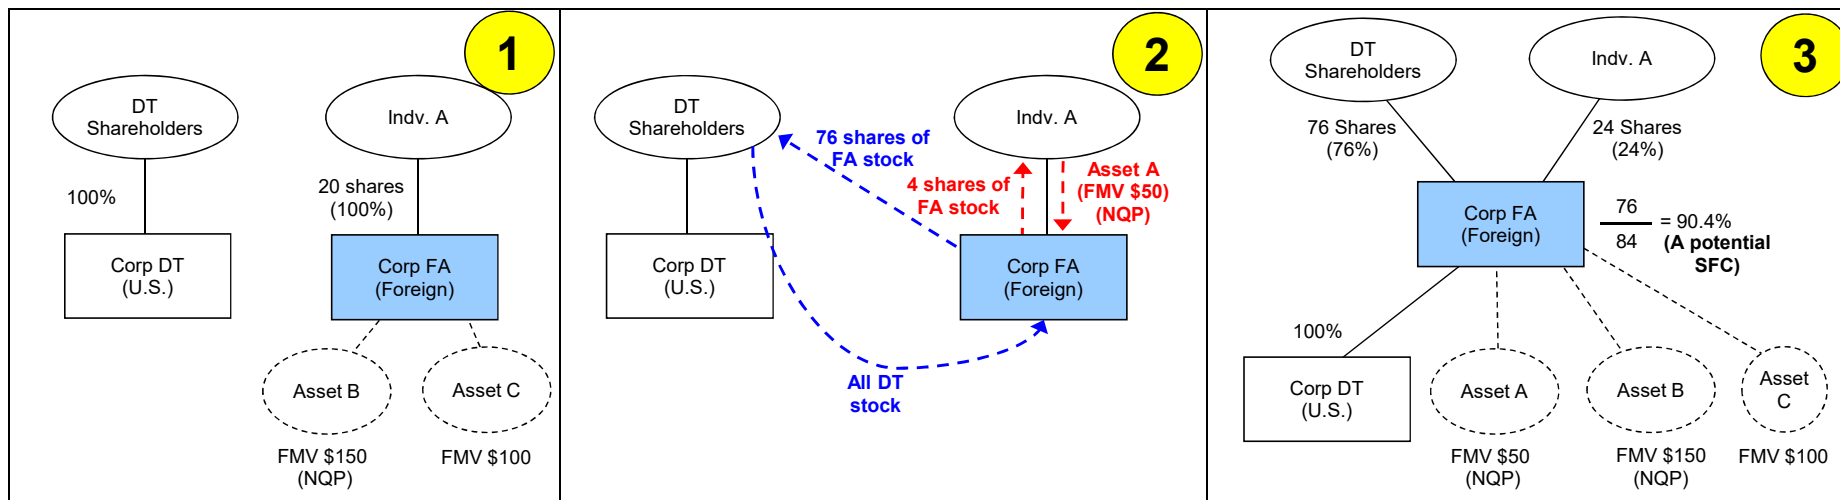 1
DT
Shareholders
Indv. A
100%
20 shares
(100%)
Corp DT
(U.S.)
Corp FA
(Foreign)
Asset B
Asset C
FMV $150
(NQP)
FMV $100
2
DT
Shareholders
Indv. A
76 shares of
FA stock
4 shares of
FA stock
Asset A
(FMV $50)
(NQP)
Corp DT
(U.S.)
Corp FA
(Foreign)
All DT
stock
3
DT
Shareholders
Indv. A
76 Shares
(76%)
24 Shares
(24%)
Corp FA
(Foreign)
76
84
= 90.4%
(A potential
SFC)
100%
Corp DT
(U.S.)
Asset A
Asset B
Asset
C
FMV $50
(NQP)
FMV $150
(NQP)
FMV $100